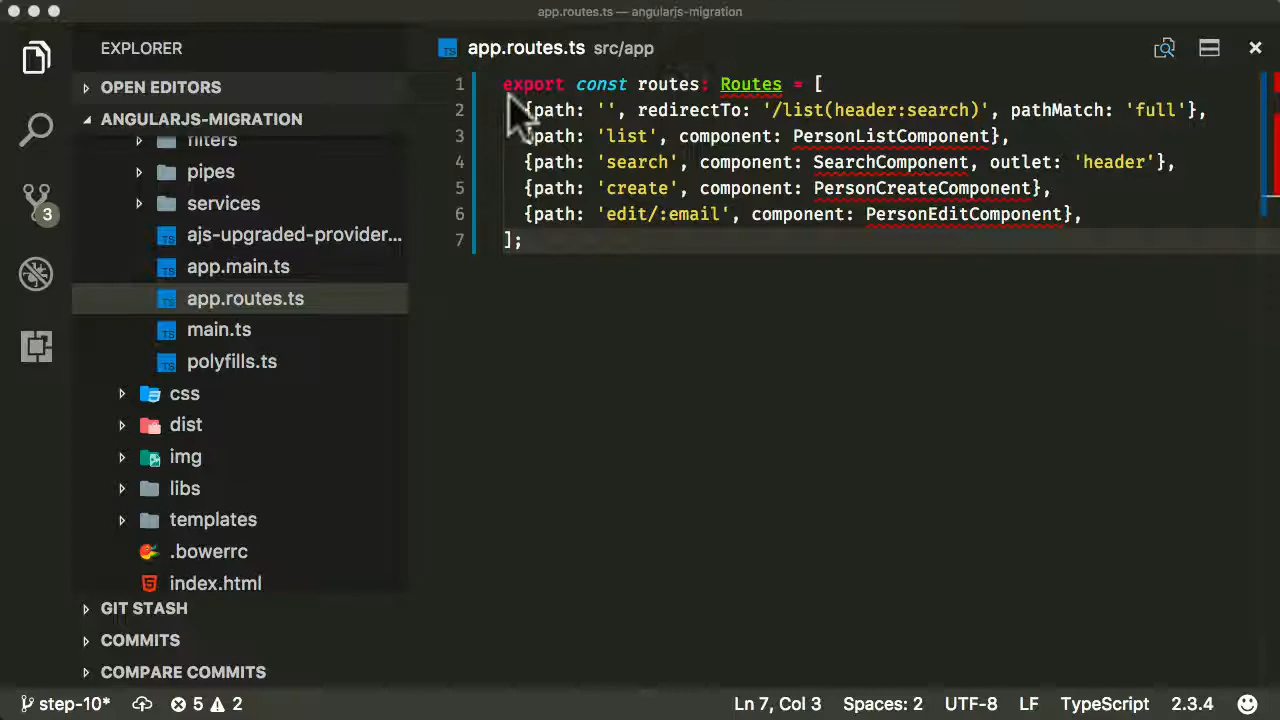 app.routes.ts — angularjs-migration
EXPLORER
OPEN EDITORS
ANGULARJS-MIGRATION
filters
pipes
services
ajs-upgraded-provider...
app.main.ts
app.routes.ts
main.ts
polyfills.ts
css
dist
img
libs
templates
.bowerrc
index.html
GIT STASH
COMMITS
COMPARE COMMITS
3
TS app.routes.ts src/app
1 export const routes: Routes = [
2 {path: '', redirectTo: '/list(header:search)', pathMatch: 'full'},
3 {path: 'list', component: PersonListComponent},
4 {path: 'search', component: SearchComponent, outlet: 'header'},
5 {path: 'create', component: PersonCreateComponent},
6 {path: 'edit/:email', component: PersonEditComponent},
7 ];
step-10* 5 2 Ln 7, Col 3 Spaces: 2 UTF-8 LF TypeScript 2.3.4